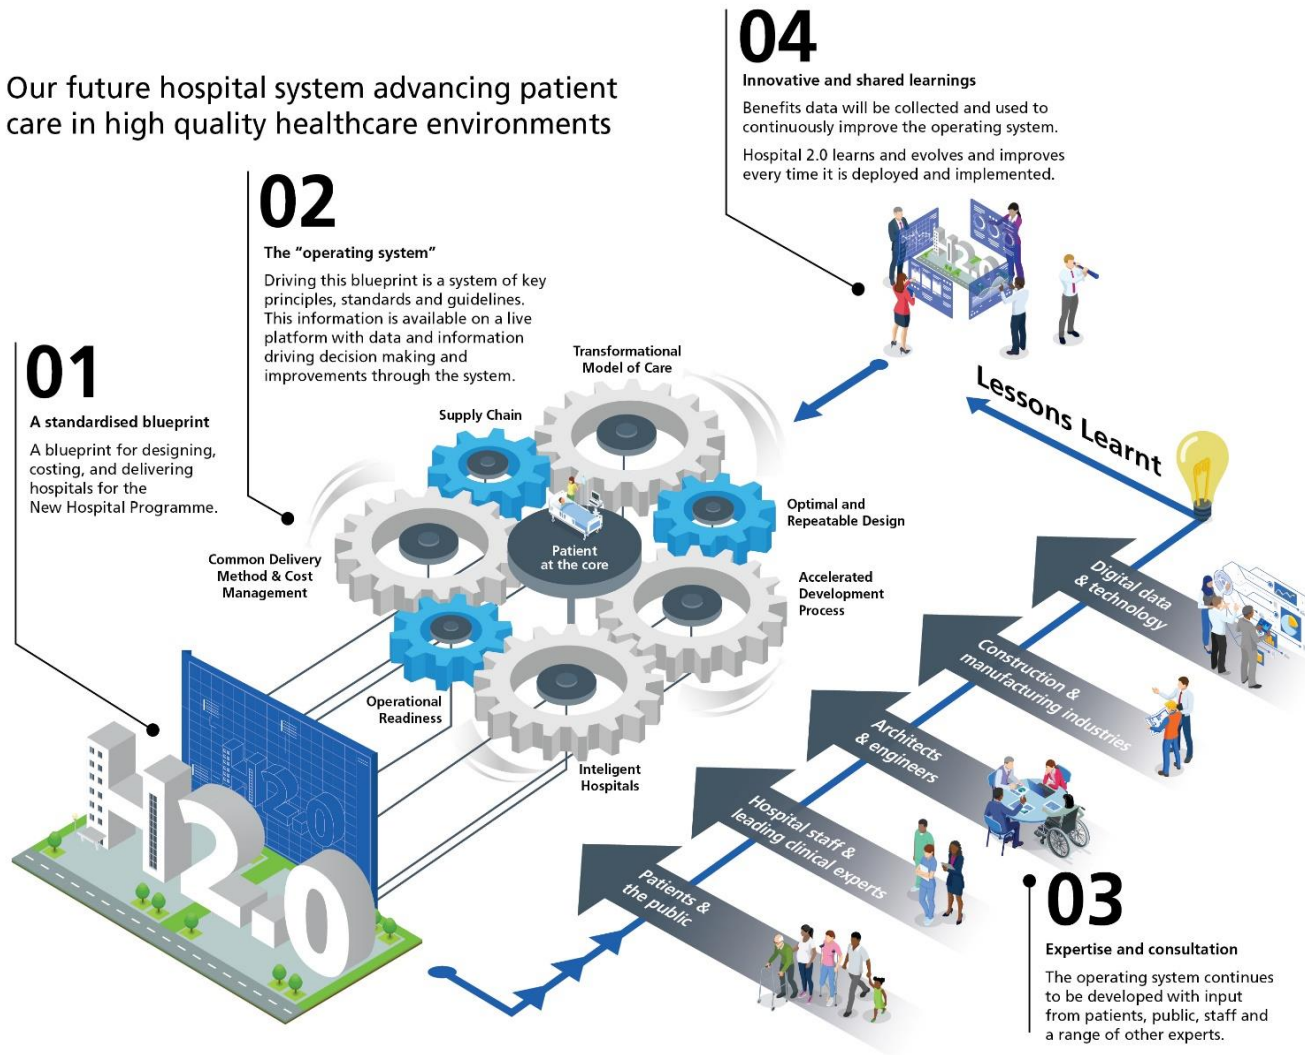 Our future hospital system advancing patient
care in high quality healthcare environments
01
A standardised blueprint
A blueprint for designing,
costing, and delivering
hospitals for the
New Hospital Programme.
02
The “operating system”
Driving this blueprint is a system of key
principles, standards and guidelines.
This information is available on a live
platform with data and information
driving decision making and
improvements through the system.
Transformational
Model of Care
Supply Chain
Optimal and
Repeatable Design
Common Delivery
Method & Cost
Management
Patient
at the core
Accelerated
Development
Process
Operational
Readiness
Inteligent
Hospitals
H2.0
H2.0
03
Expertise and consultation
The operating system continues
to be developed with input
from patients, public, staff and
a range of other experts.
Patients &
the public
Hospital staff &
leading clinical experts
Architects
& engineers
Construction &
manufacturing industries
Digital data
& technology
Lessons Learnt
04
Innovative and shared learnings
Benefits data will be collected and used to
continuously improve the operating system.
Hospital 2.0 learns and evolves and improves
every time it is deployed and implemented.
H2.0